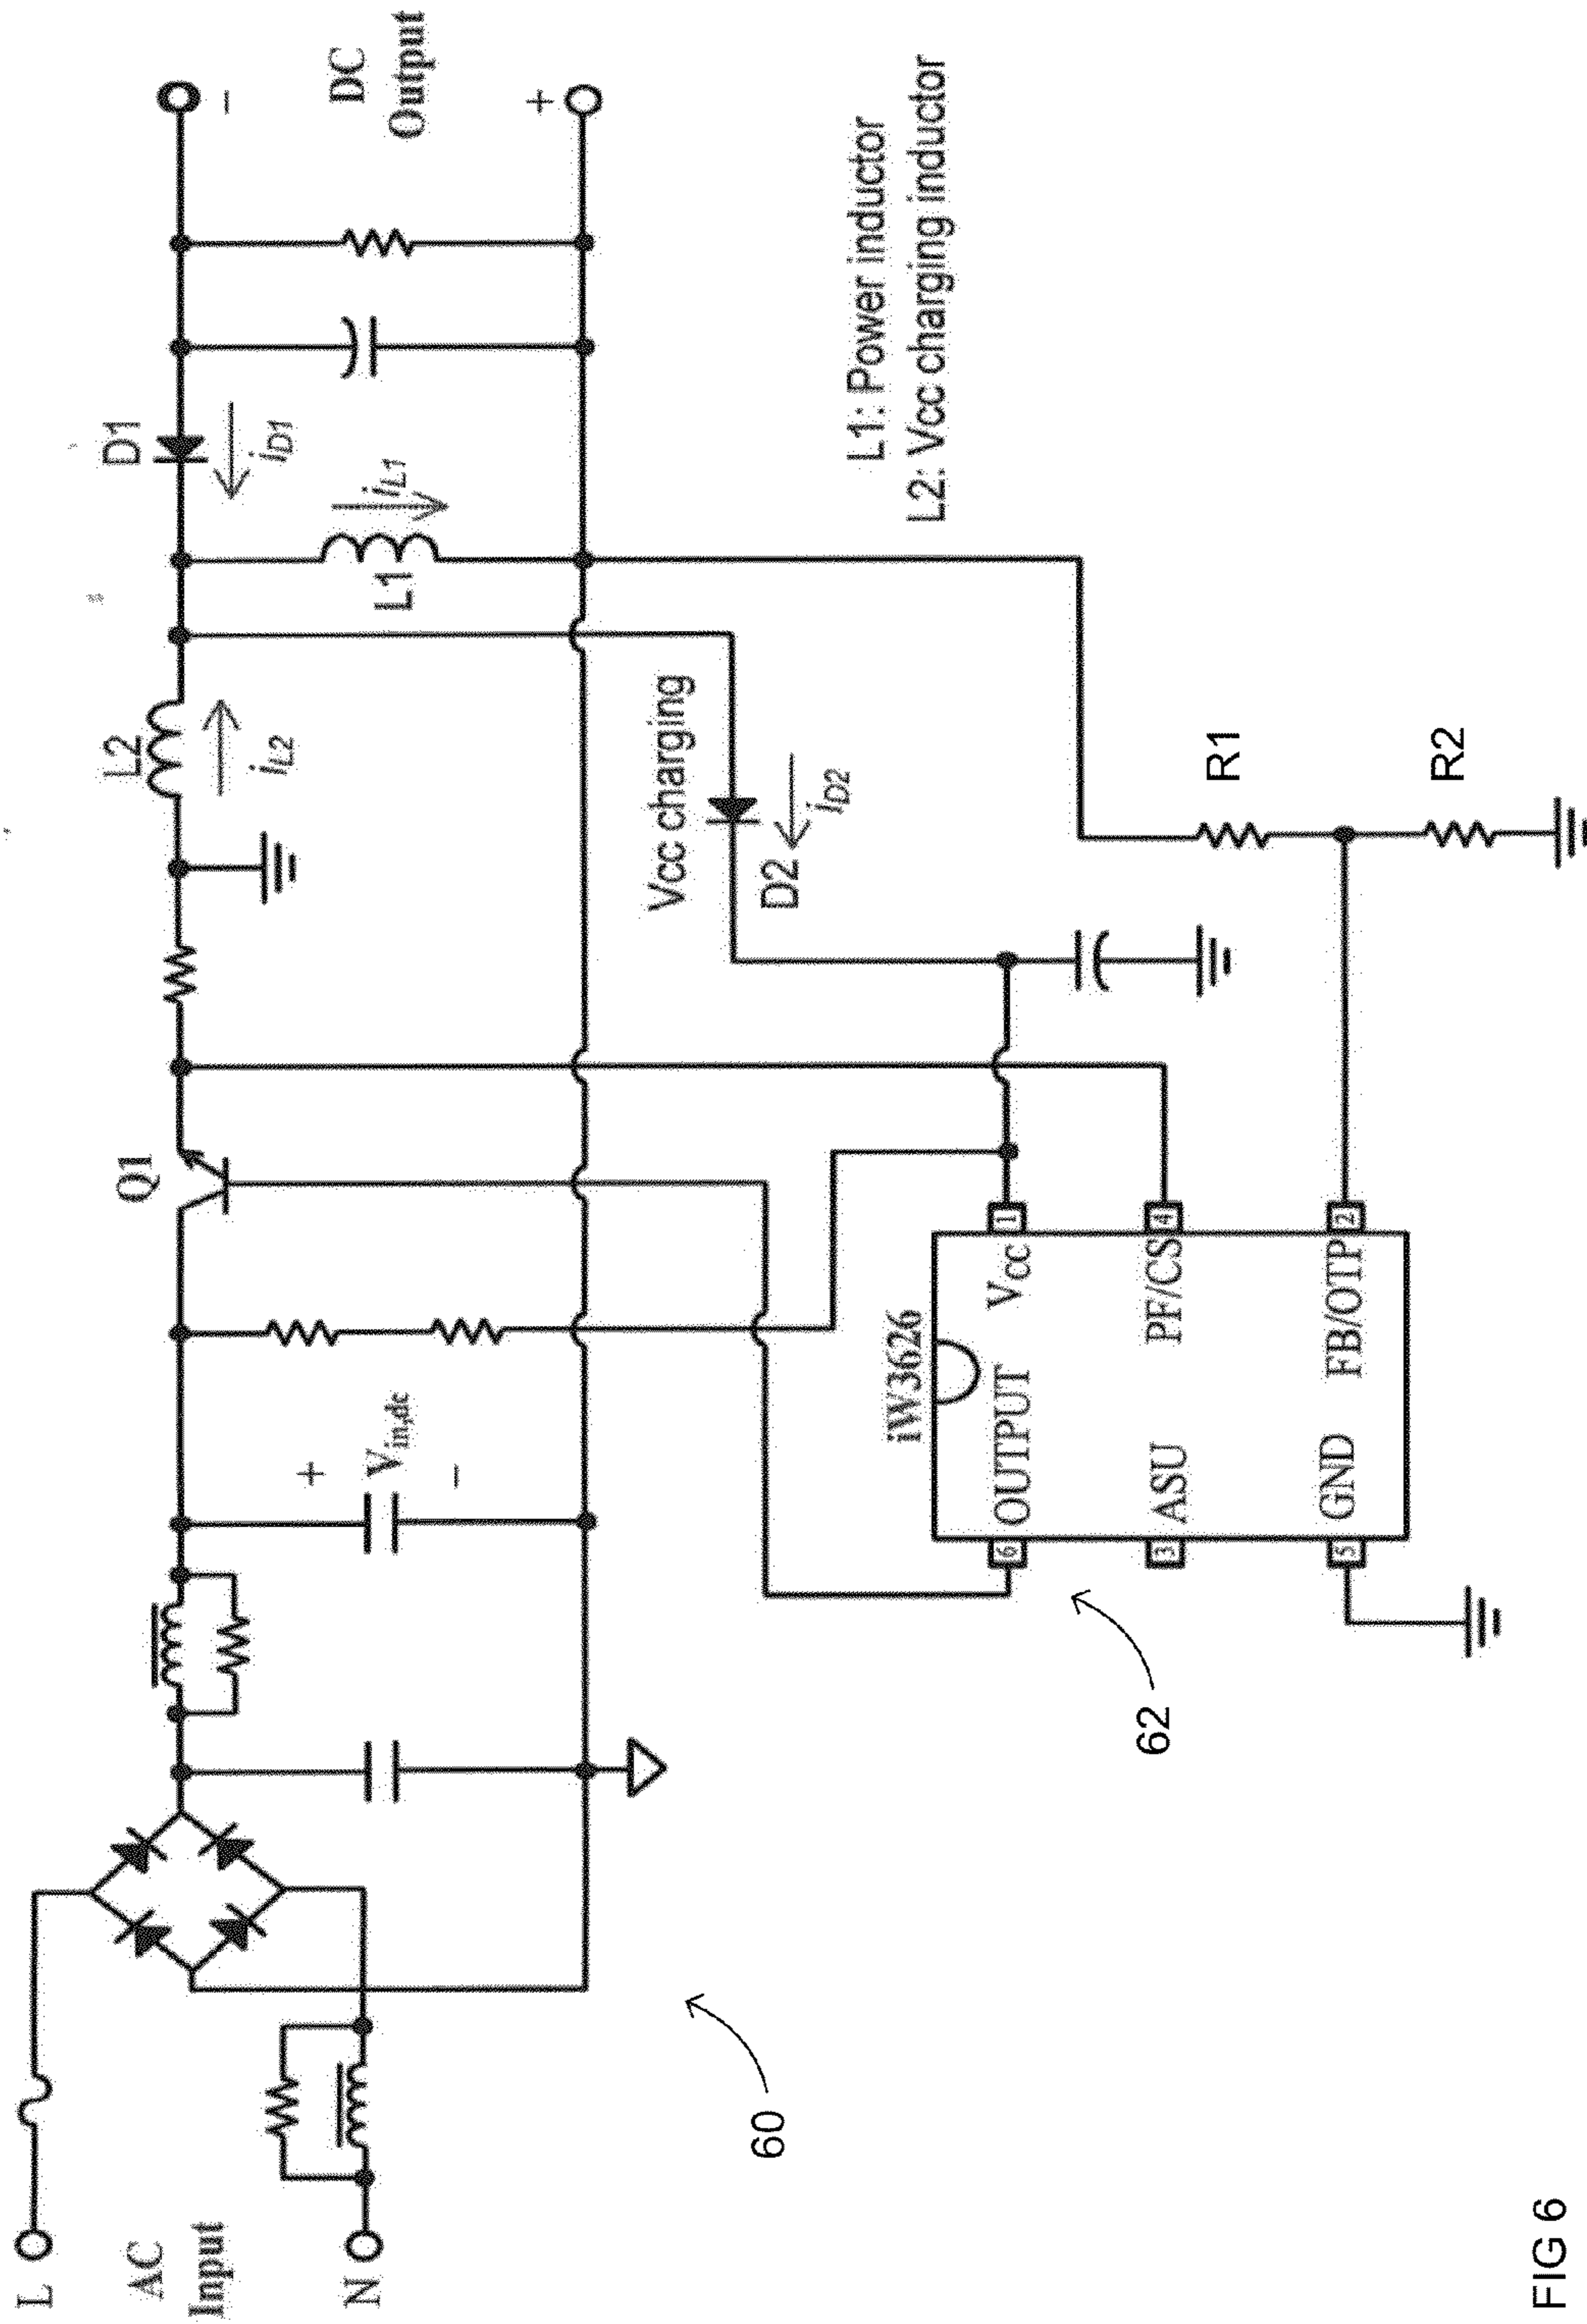 L
AC
Input
N
+
V in,dc
−
Q1
L2
iL2
D1
iD1
L1
iL1
−
DC
Output
+
Vcc charging
D2
iD2
L1: Power inductor
L2: Vcc charging inductor
iW3626
6
OUTPUT
VCC
1
3
ASU
PF/CS
4
5
GND
FB/OTP
2
R1
R2
60
62
FIG 6